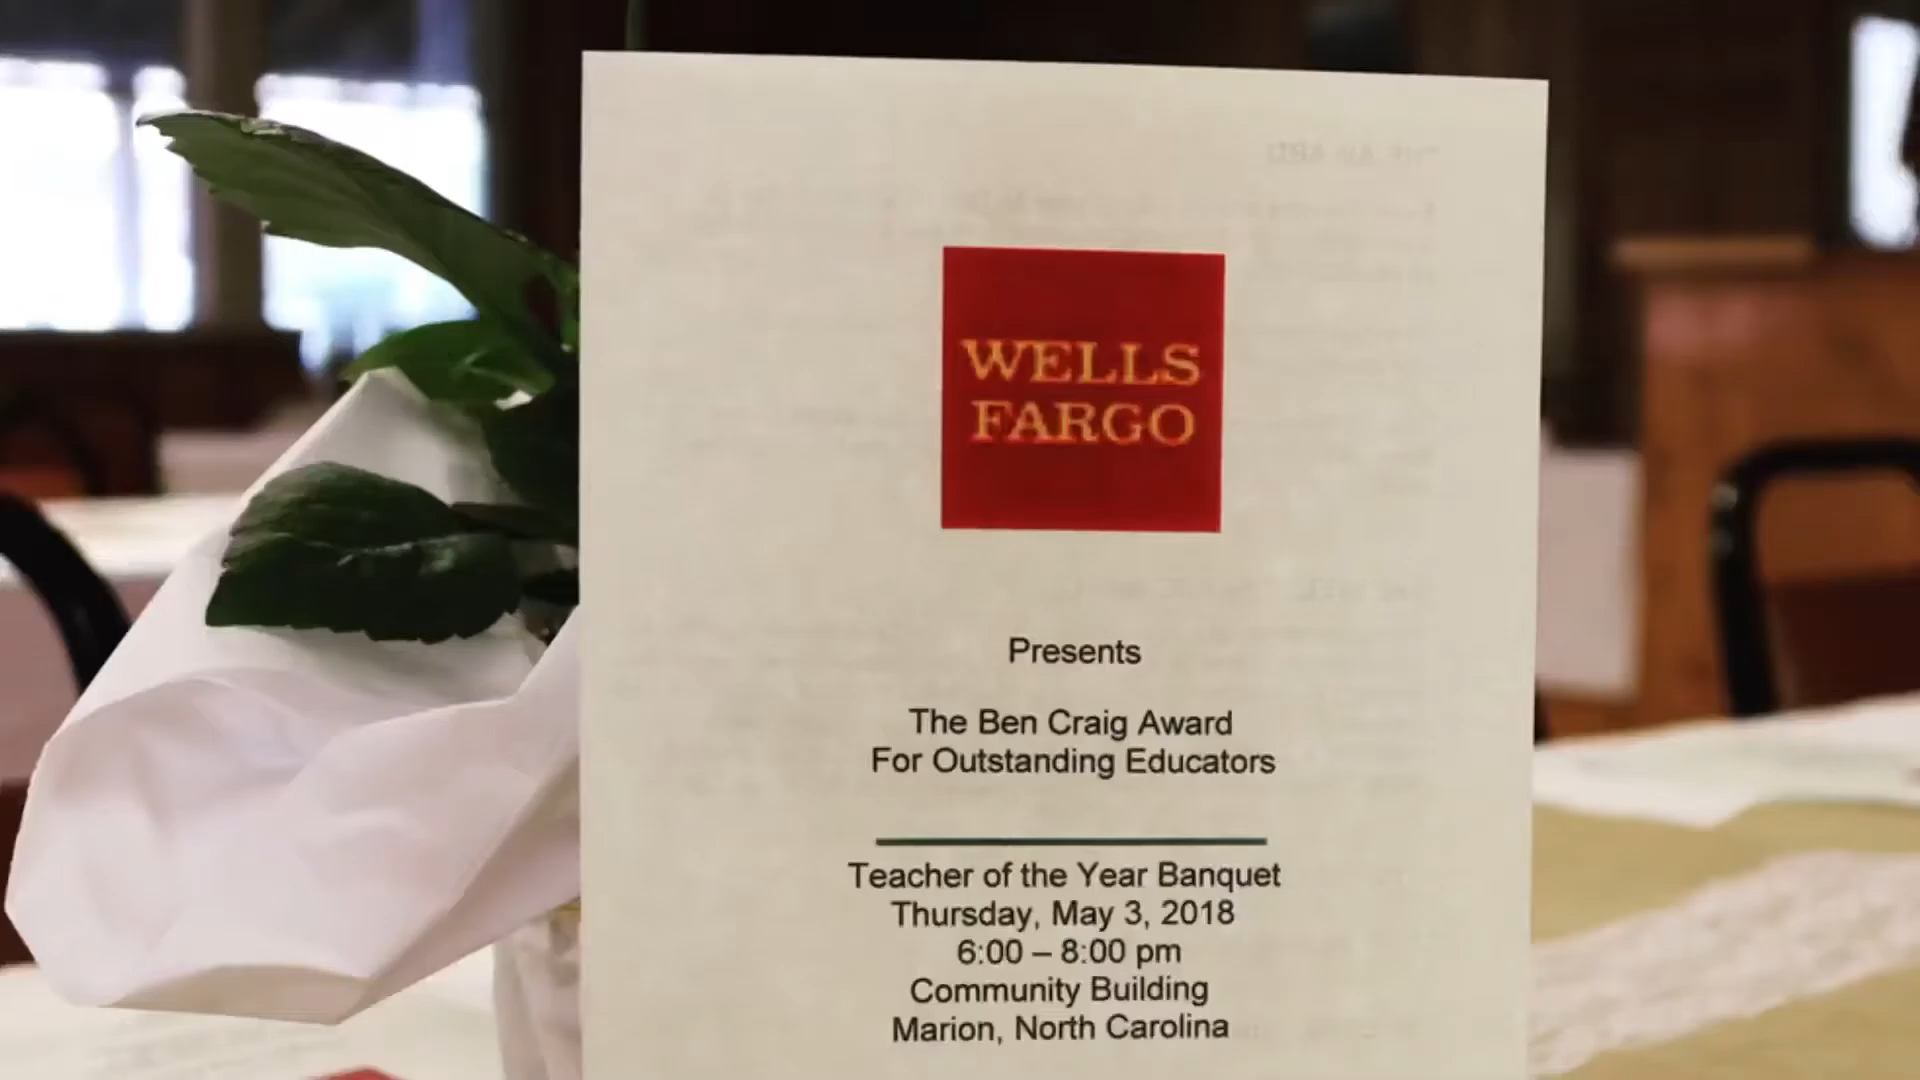 WELLS
FARGO
Presents
The Ben Craig Award
For Outstanding Educators
Teacher of the Year Banquet
Thursday, May 3, 2018
6:00 – 8:00 pm
Community Building
Marion, North Carolina